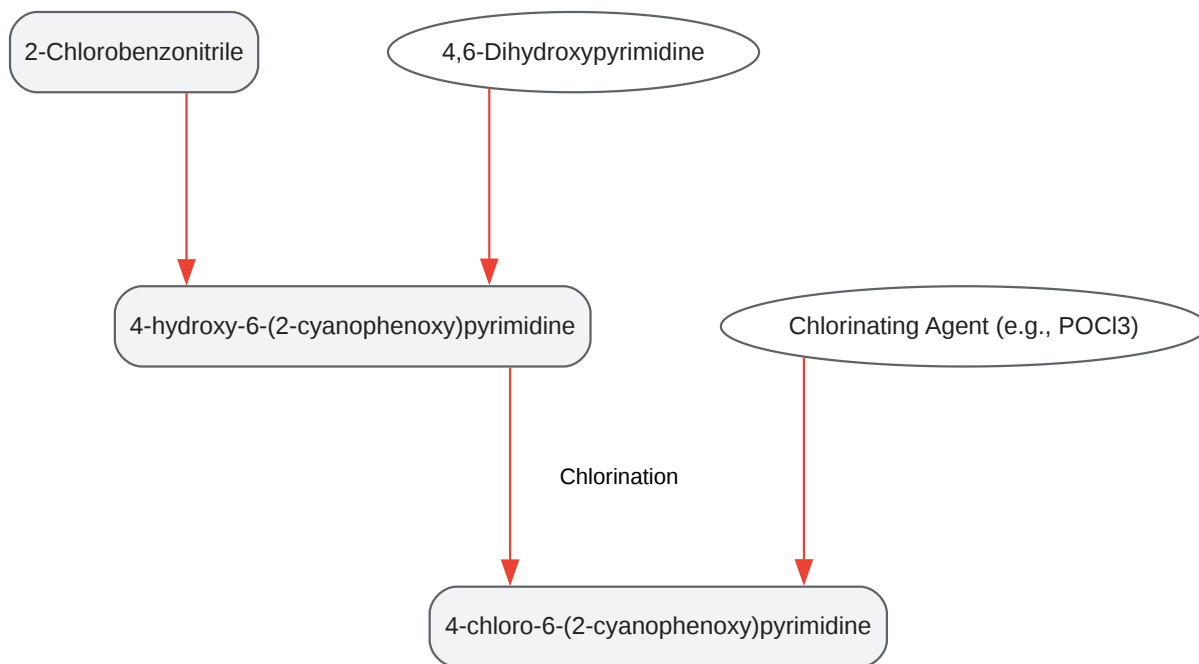 2-Chlorobenzonitrile
4,6-Dihydroxypyrimidine
4-hydroxy-6-(2-cyanophenoxy)pyrimidine
Chlorinating Agent (e.g., POCl3)
Chlorination
4-chloro-6-(2-cyanophenoxy)pyrimidine